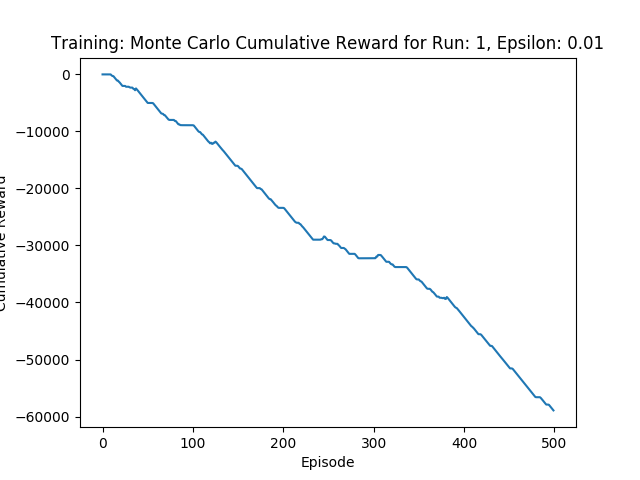 Training: Monte Carlo Cumulative Reward for Run: 1, Epsilon: 0.01
0
−10000
−20000
−30000
−40000
−50000
−60000
Cumulative Reward
0 100 200 300 400 500
Episode